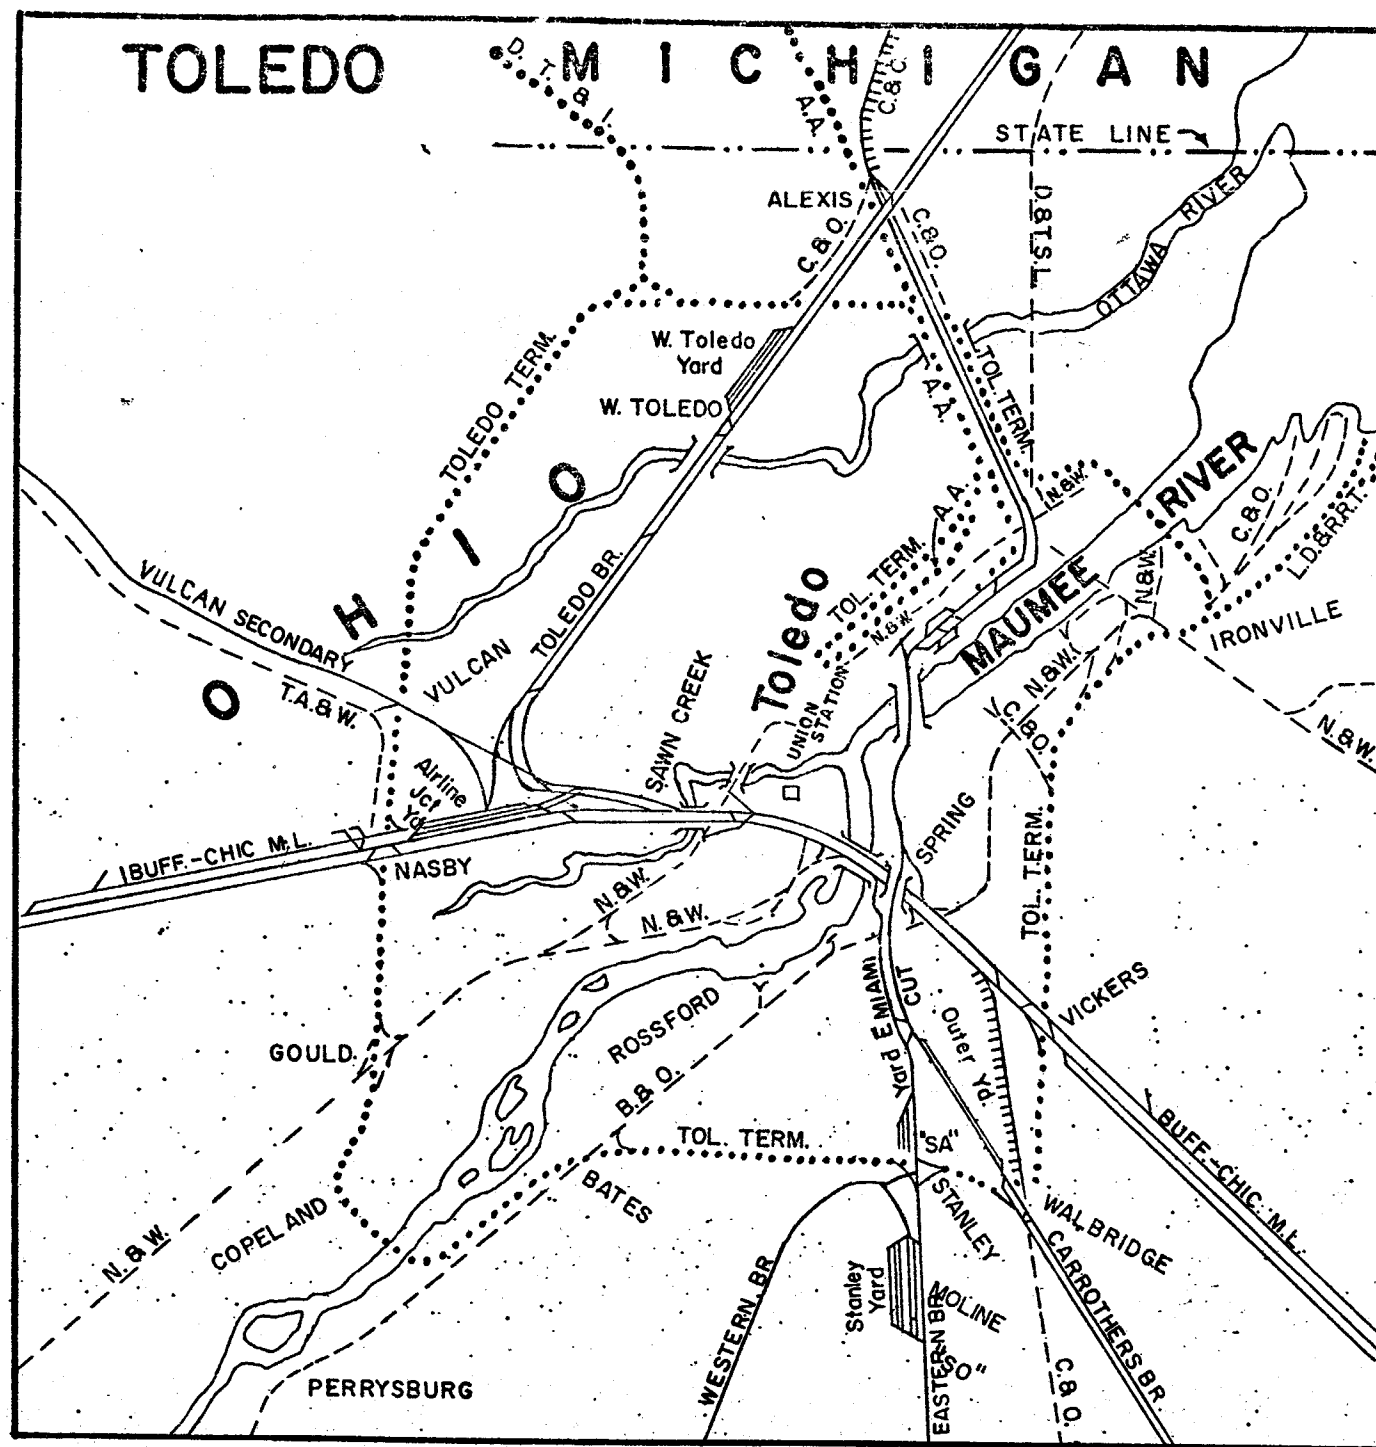 TOLEDO
MICHIGAN
D. T. & I.
A.A.
C.& C.
STATE LINE
ALEXIS
C.& O.
C.& O.
D.&T.S.L.
OTTAWA RIVER
TOLEDO TERM.
W. Toledo
Yard
W. TOLEDO
A. A.
TOL. TERM.
OHIO
MAUMEE RIVER
N.&W.
C.& O.
L.D.&R.R.T.
A. A.
TOL. TERM.
N.&W.
N.&W.
VULCAN SECONDARY
VULCAN
TOLEDO BR.
Toledo
IRONVILLE
T.A.& W.
SAWN CREEK
UNION
STATION
N.&W.
C.&O.
N.&W.
Airline
Jct
Yd
SPRING
TOL. TERM.
BUFF.-CHIC M.L.
NASBY
N.&W.
N.&W.
VICKERS
GOULD
ROSSFORD
Yard E MIAMI
CUT
Outer Yd.
B.& O.
TOL. TERM.
"SA"
BUFF.-CHIC. M.L.
BATES
STANLEY
WALBRIDGE
N. & W.
COPELAND
Stanley
Yard
MOLINE
"SO"
WESTERN BR
EASTERN BR.
CARROTHERS BR.
C.& O.
PERRYSBURG